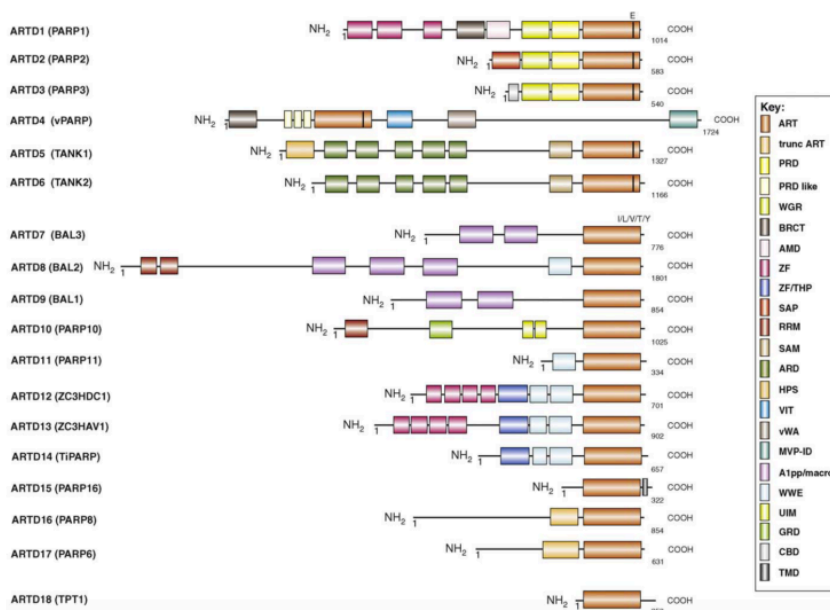 E
ARTD1 (PARP1) NH2 1 1014 COOH
ARTD2 (PARP2) NH2 1 583 COOH
ARTD3 (PARP3) NH2 1 540 COOH
ARTD4 (vPARP) NH2 1 1724 COOH
ARTD5 (TANK1) NH2 1 1327 COOH
ARTD6 (TANK2) NH2 1 1166 COOH
I/L/V/T/Y
ARTD7 (BAL3) NH2 1 776 COOH
ARTD8 (BAL2) NH2 1 1801 COOH
ARTD9 (BAL1) NH2 1 854 COOH
ARTD10 (PARP10) NH2 1 1025 COOH
ARTD11 (PARP11) NH2 1 334 COOH
ARTD12 (ZC3HDC1) NH2 1 701 COOH
ARTD13 (ZC3HAV1) NH2 1 902 COOH
ARTD14 (TiPARP) NH2 1 657 COOH
ARTD15 (PARP16) NH2 1 322 COOH
ARTD16 (PARP8) NH2 1 854 COOH
ARTD17 (PARP6) NH2 1 631 COOH
ARTD18 (TPT1) NH2 1 COOH
Key:
ART
trunc ART
PRD
PRD like
WGR
BRCT
AMD
ZF
ZF/THP
SAP
RRM
SAM
ARD
HPS
VIT
vWA
MVP-ID
A1pp/macro
WWE
UIM
GRD
CBD
TMD